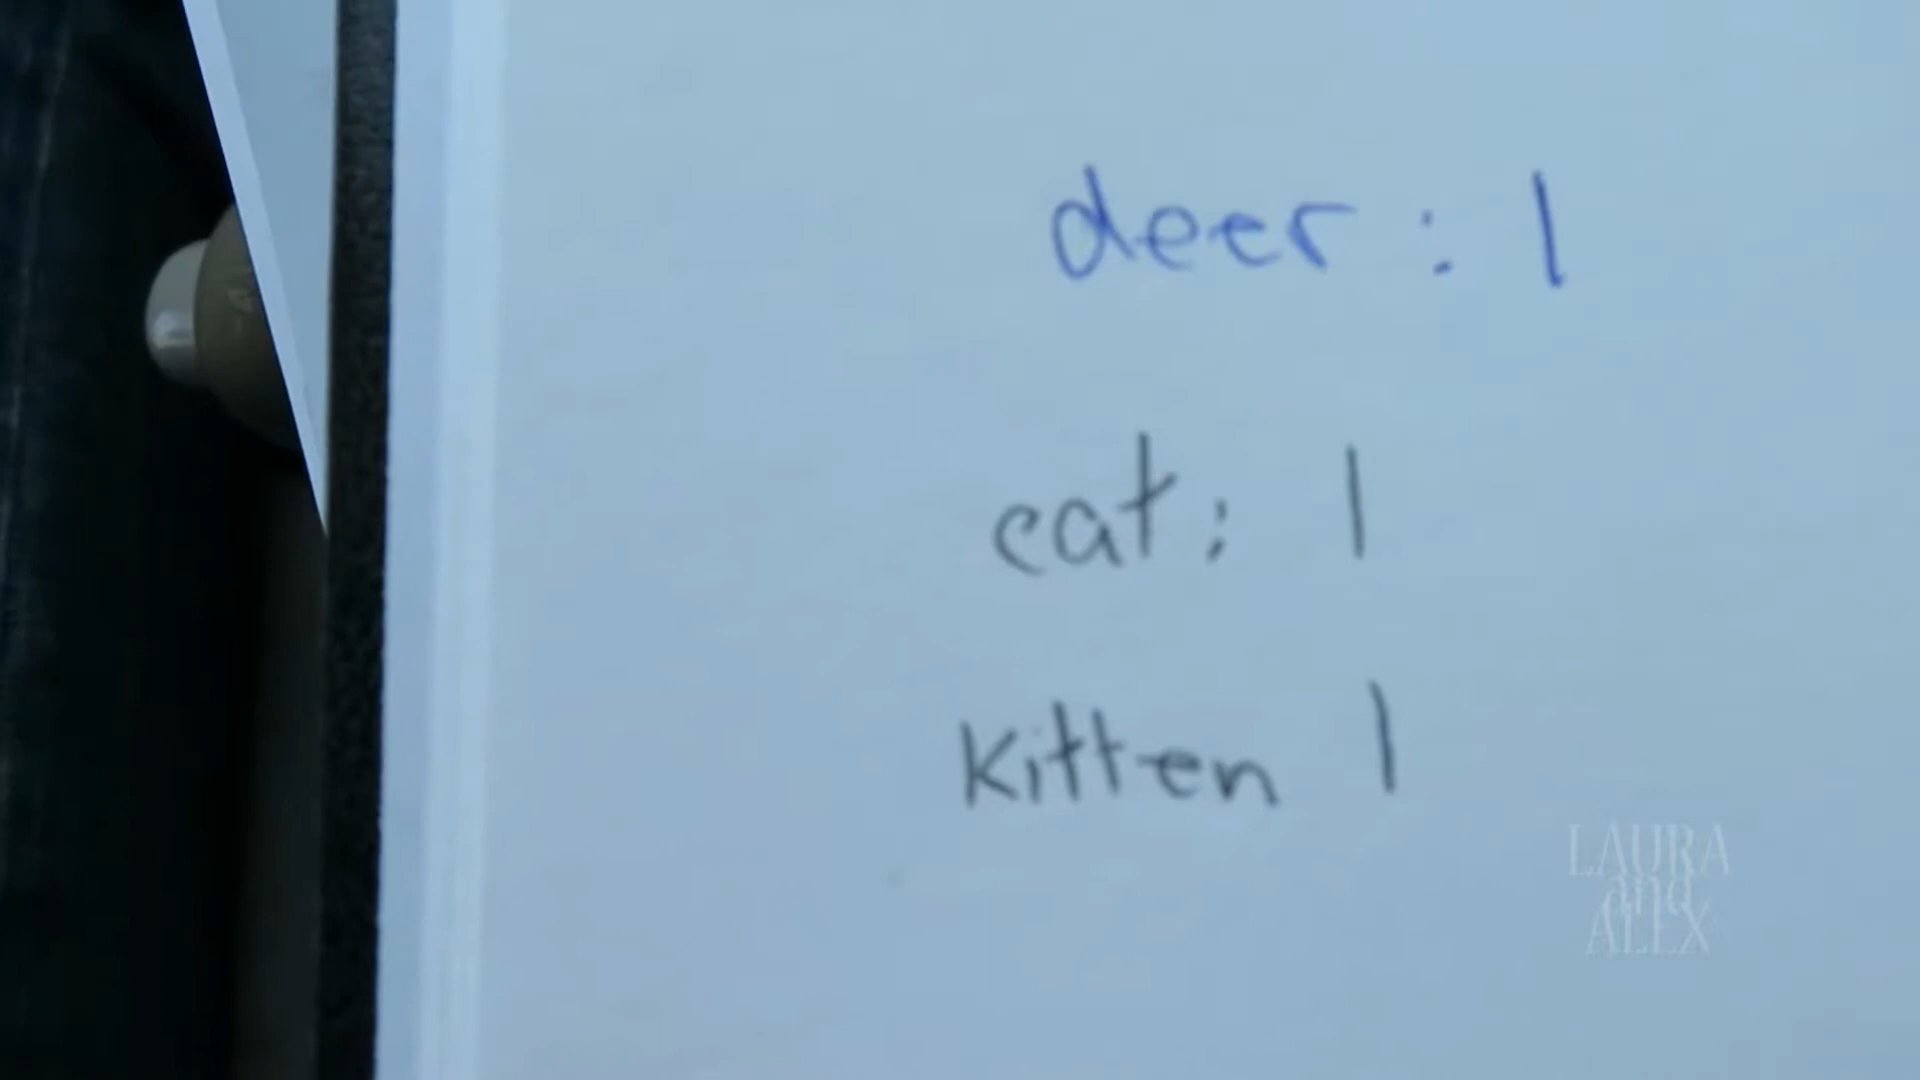 deer: 1
cat: 1
Kitten 1
LAURA
and
ALEX